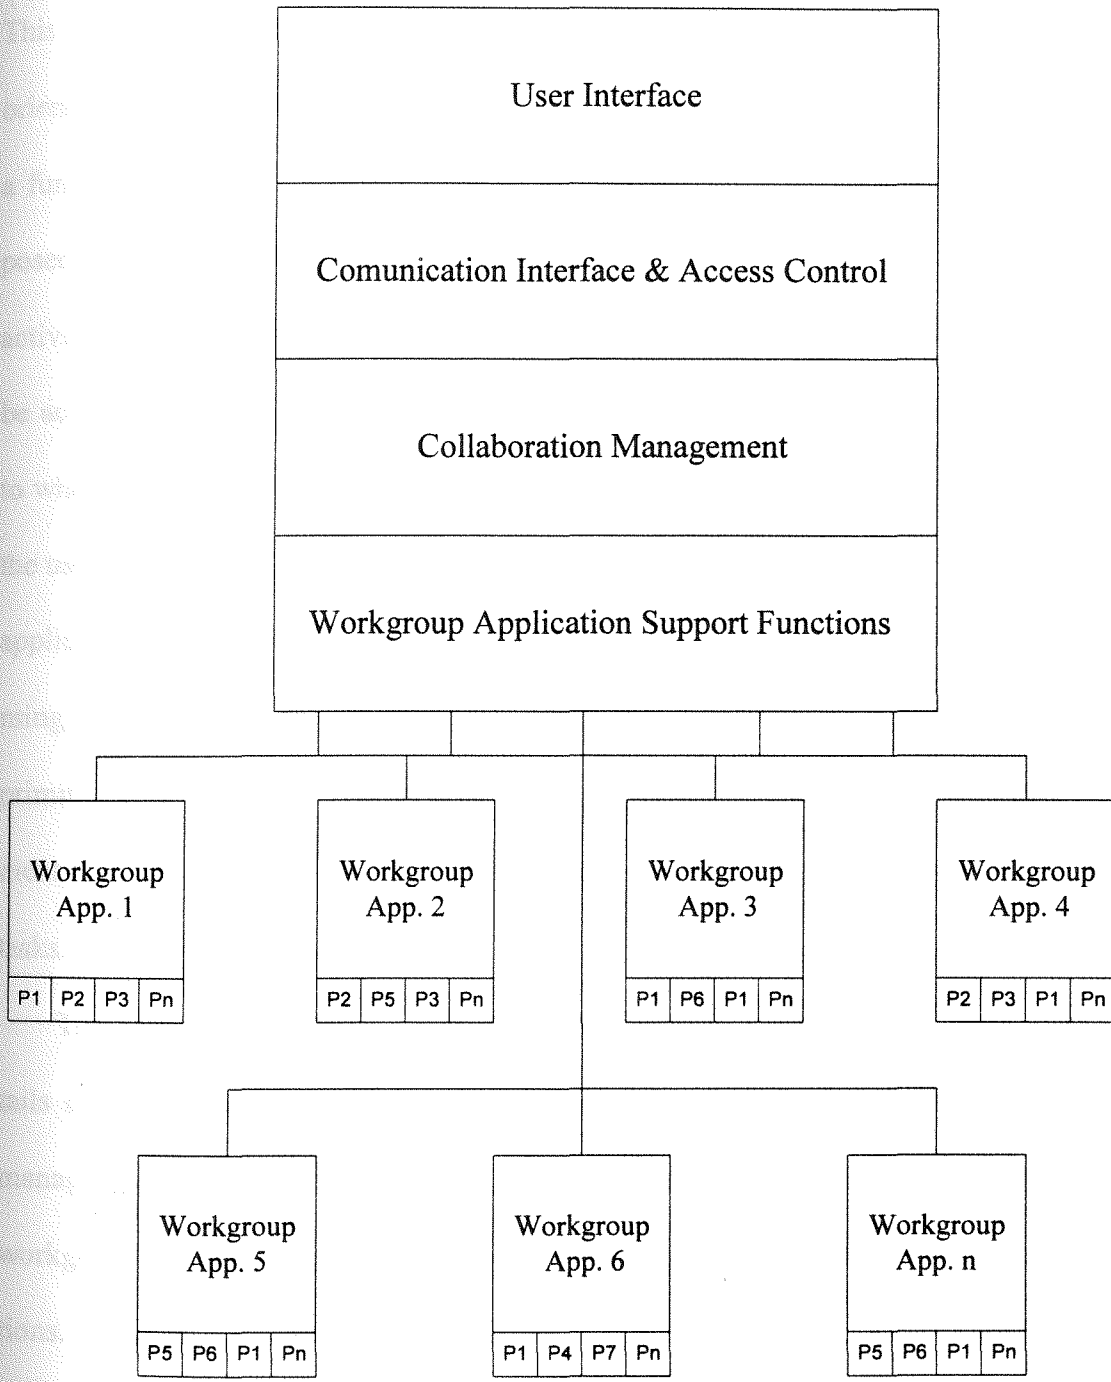 User Interface
Comunication Interface & Access Control
Collaboration Management
Workgroup Application Support Functions
Workgroup
App. 1
P1 P2 P3 Pn
Workgroup
App. 2
P2 P5 P3 Pn
Workgroup
App. 3
P1 P6 P1 Pn
Workgroup
App. 4
P2 P3 P1 Pn
Workgroup
App. 5
P5 P6 P1 Pn
Workgroup
App. 6
P1 P4 P7 Pn
Workgroup
App. n
P5 P6 P1 Pn